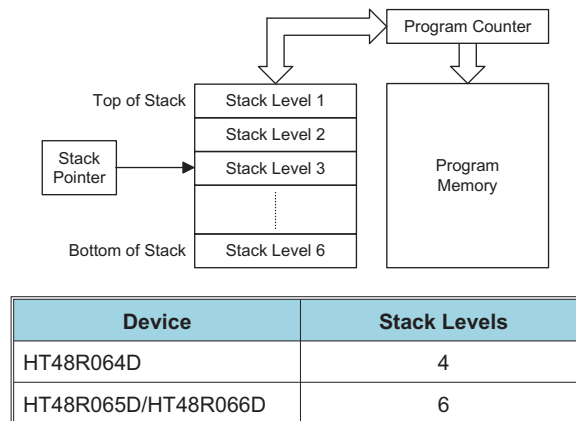 Program Counter
Top of Stack
Stack Level 1
Stack Level 2
Stack Pointer
Stack Level 3
Program Memory
Bottom of Stack
Stack Level 6
Device Stack Levels
HT48R064D 4
HT48R065D/HT48R066D 6